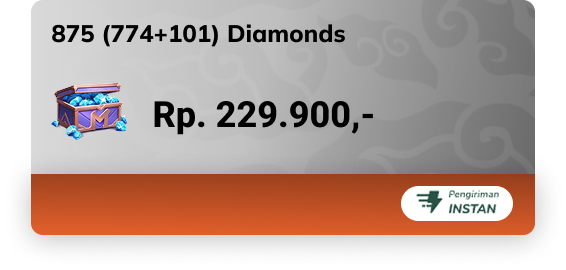 875 (774+101) Diamonds
Rp. 229.900,-
Pengiriman
INSTAN